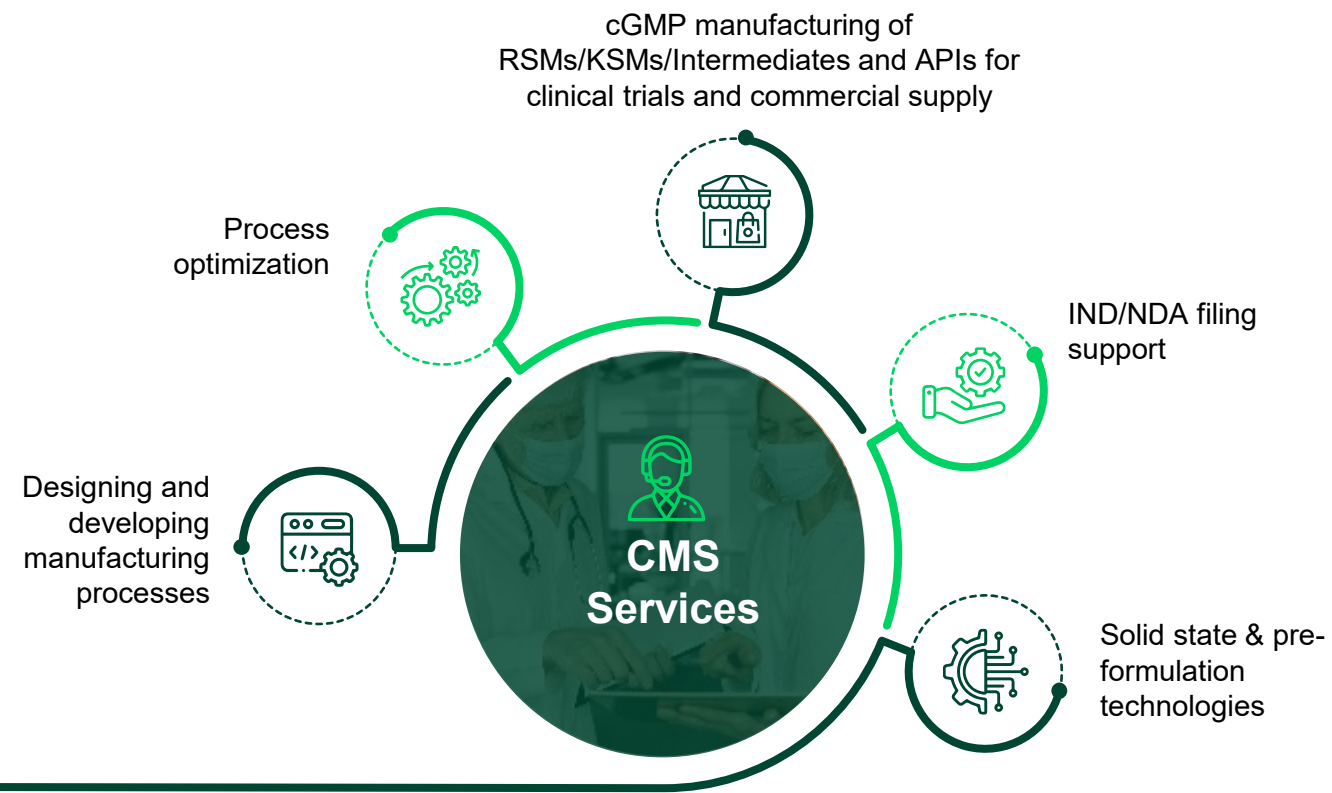 cGMP manufacturing of
RSMs/KSMs/Intermediates and APIs for
clinical trials and commercial supply
Process
optimization
IND/NDA filing
support
Designing and
developing
manufacturing
processes
CMS
Services
Solid state & pre-
formulation
technologies